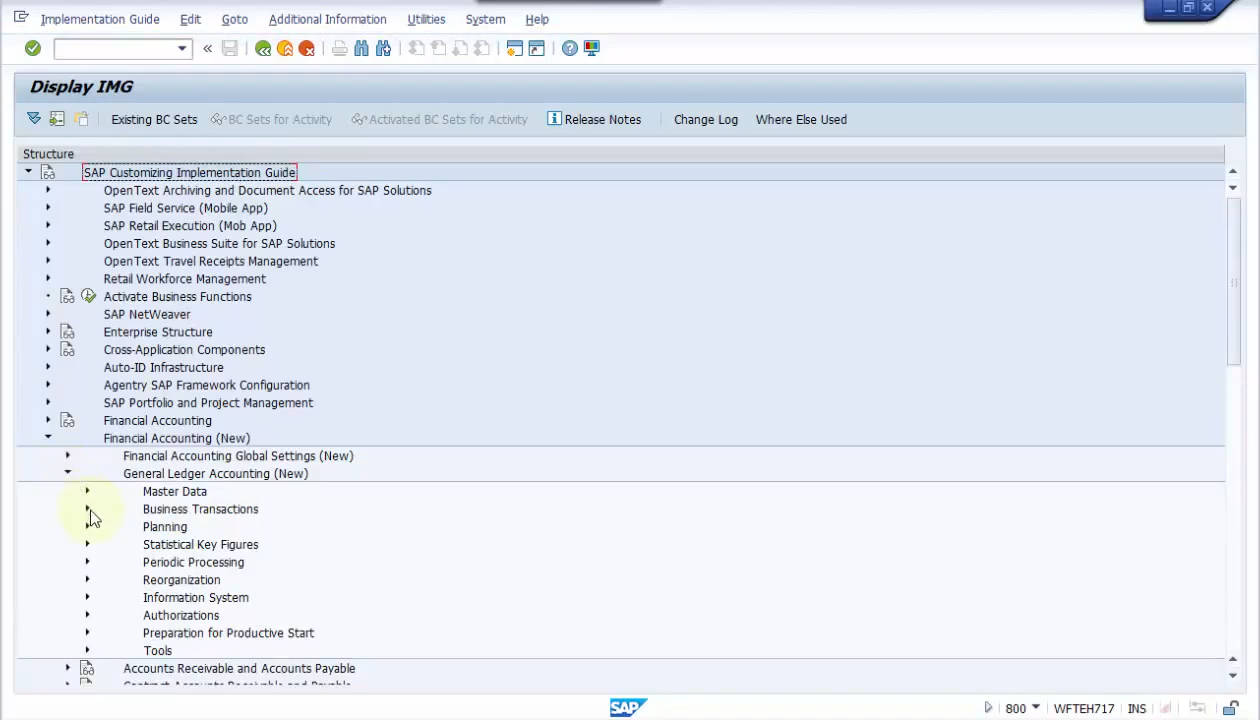 Implementation Guide Edit Goto Additional Information Utilities System Help
Display IMG
Existing BC Sets BC Sets for Activity Activated BC Sets for Activity Release Notes Change Log Where Else Used
Structure
SAP Customizing Implementation Guide
OpenText Archiving and Document Access for SAP Solutions
SAP Field Service (Mobile App)
SAP Retail Execution (Mob App)
OpenText Business Suite for SAP Solutions
OpenText Travel Receipts Management
Retail Workforce Management
Activate Business Functions
SAP NetWeaver
Enterprise Structure
Cross-Application Components
Auto-ID Infrastructure
Agentry SAP Framework Configuration
SAP Portfolio and Project Management
Financial Accounting
Financial Accounting (New)
Financial Accounting Global Settings (New)
General Ledger Accounting (New)
Master Data
Business Transactions
Planning
Statistical Key Figures
Periodic Processing
Reorganization
Information System
Authorizations
Preparation for Productive Start
Tools
Accounts Receivable and Accounts Payable
Contract Accounts Receivable and Payable
SAP 800 WFTEH717 INS